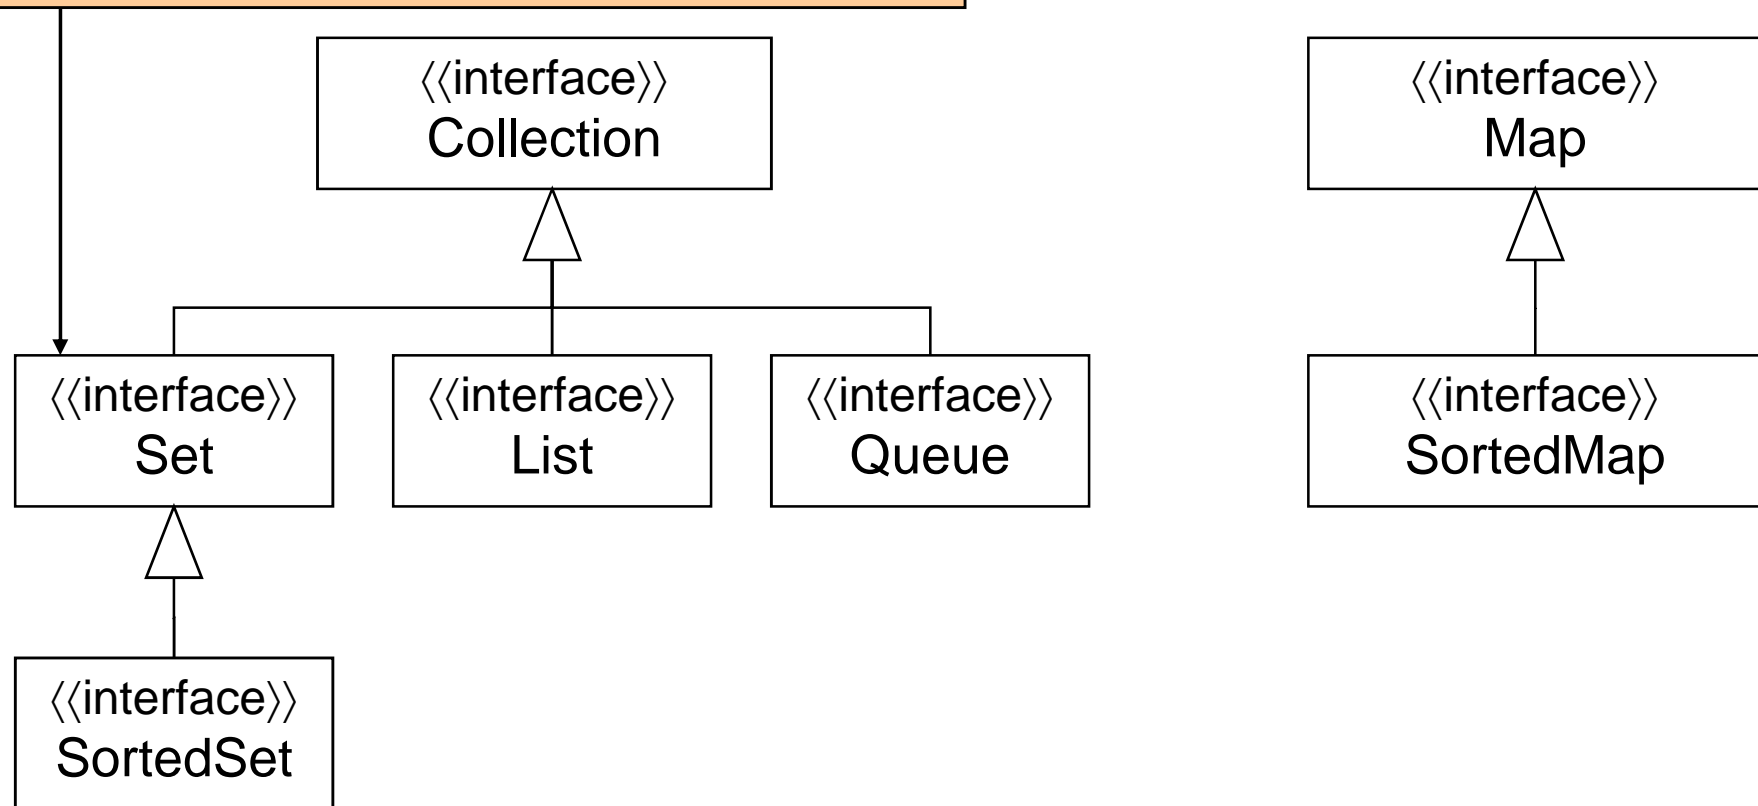 ⟨⟨interface⟩⟩
Collection
⟨⟨interface⟩⟩
Map
⟨⟨interface⟩⟩
Set
⟨⟨interface⟩⟩
List
⟨⟨interface⟩⟩
Queue
⟨⟨interface⟩⟩
SortedMap
⟨⟨interface⟩⟩
SortedSet